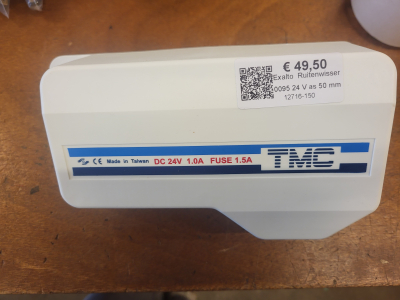 € 49,50
Exalto Ruitenwisser
0095 24 V as 50 mm
12716-150
CE Made in Taiwan DC 24V 1.0A FUSE 1.5A TMC